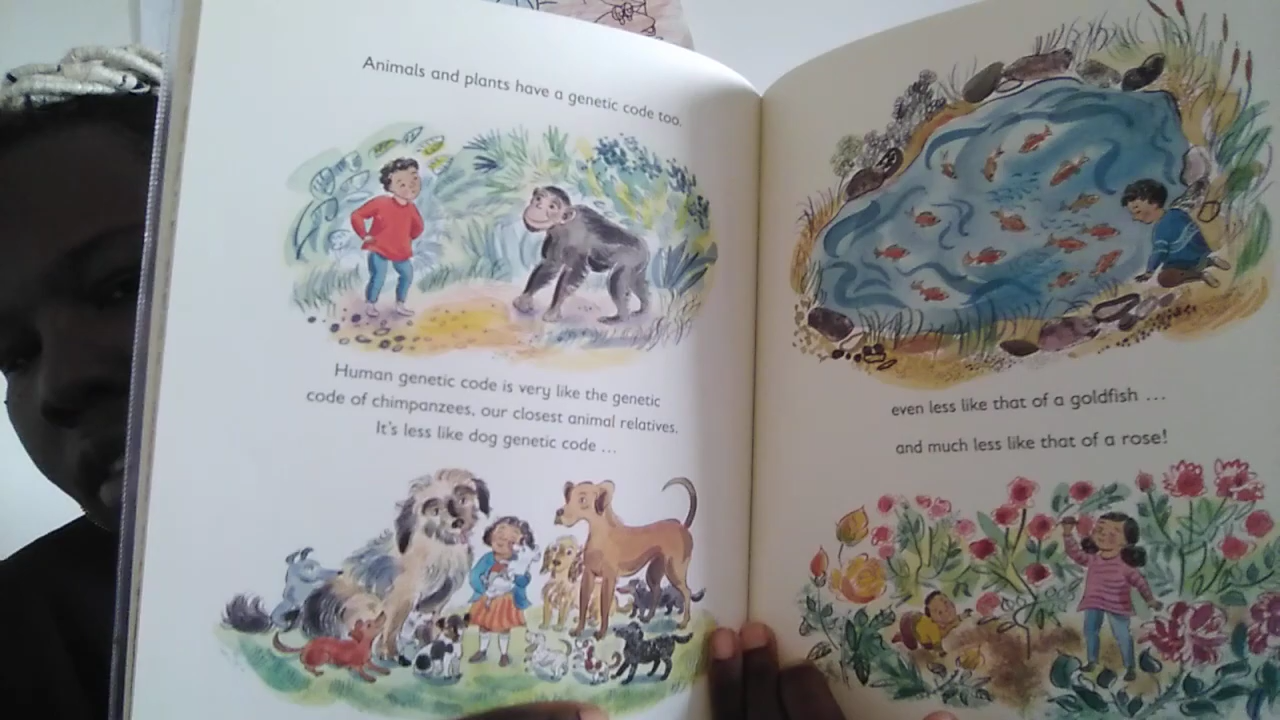 Animals and plants have a genetic code too.
Human genetic code is very like the genetic
code of chimpanzees, our closest animal relatives.
It's less like dog genetic code ...
even less like that of a goldfish ...
and much less like that of a rose!